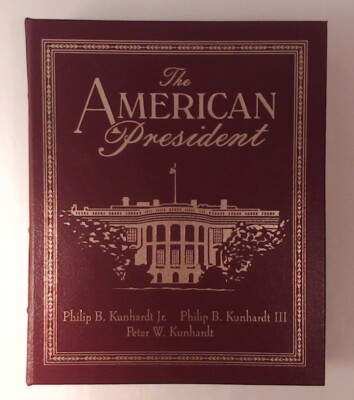 The
AMERICAN
President
Philip B. Kunhardt Jr. Philip B. Kunhardt III
Peter W. Kunhardt